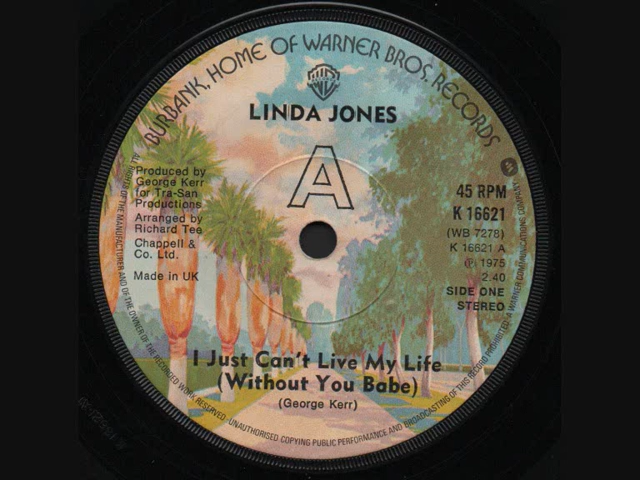 BURBANK, HOME OF WARNER BROS. RECORDS
LINDA JONES
A
Produced by
George Kerr
for Tra-San
Productions
Arranged by
Richard Tee
Chappell &
Co. Ltd.
Made in UK
45 RPM
K 16621
(WB 7278)
K 16621 A
℗ 1975
2.40
SIDE ONE
STEREO
I Just Can't Live My Life
(Without You Babe)
(George Kerr)
ALL RIGHTS OF THE MANUFACTURER AND OF THE OWNER OF THE RECORDED WORK RESERVED. UNAUTHORISED COPYING PUBLIC PERFORMANCE AND BROADCASTING OF THIS RECORD PROHIBITED. A WARNER COMMUNICATIONS COMPANY.